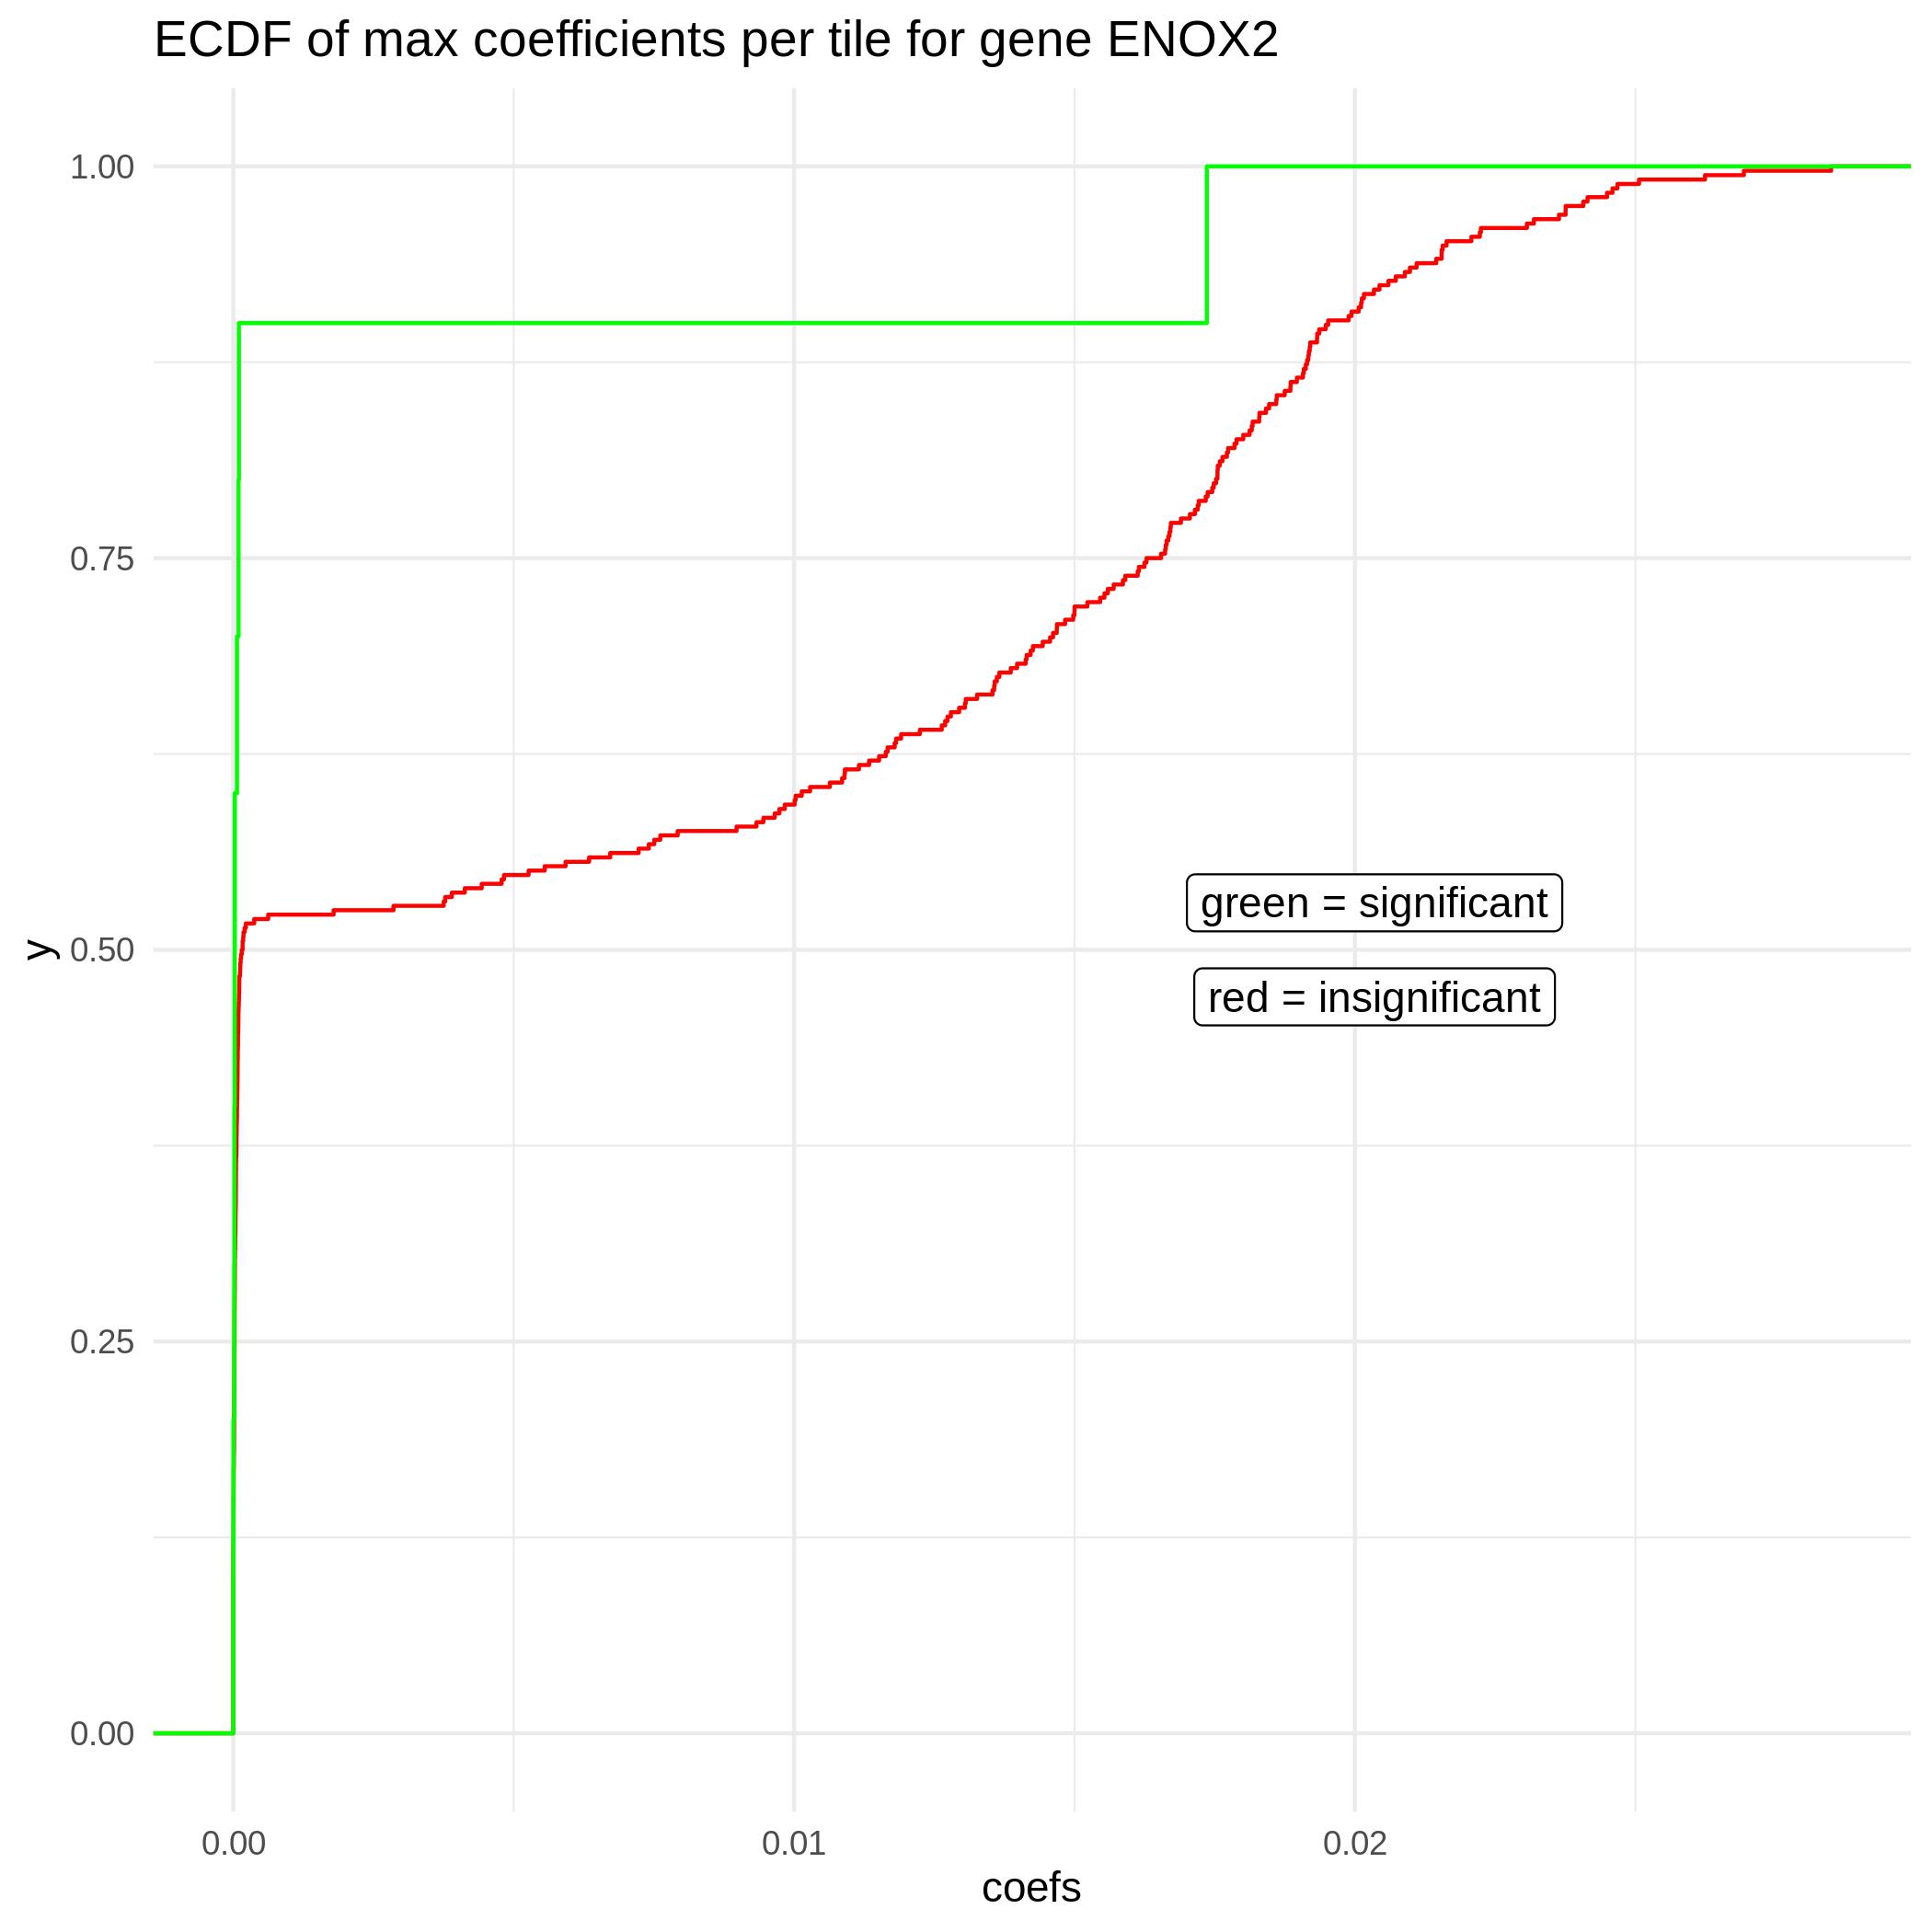 ECDF of max coefficients per tile for gene ENOX2
1.00
0.75
0.50
0.25
0.00
y
green = significant
red = insignificant
0.00
0.01
0.02
coefs